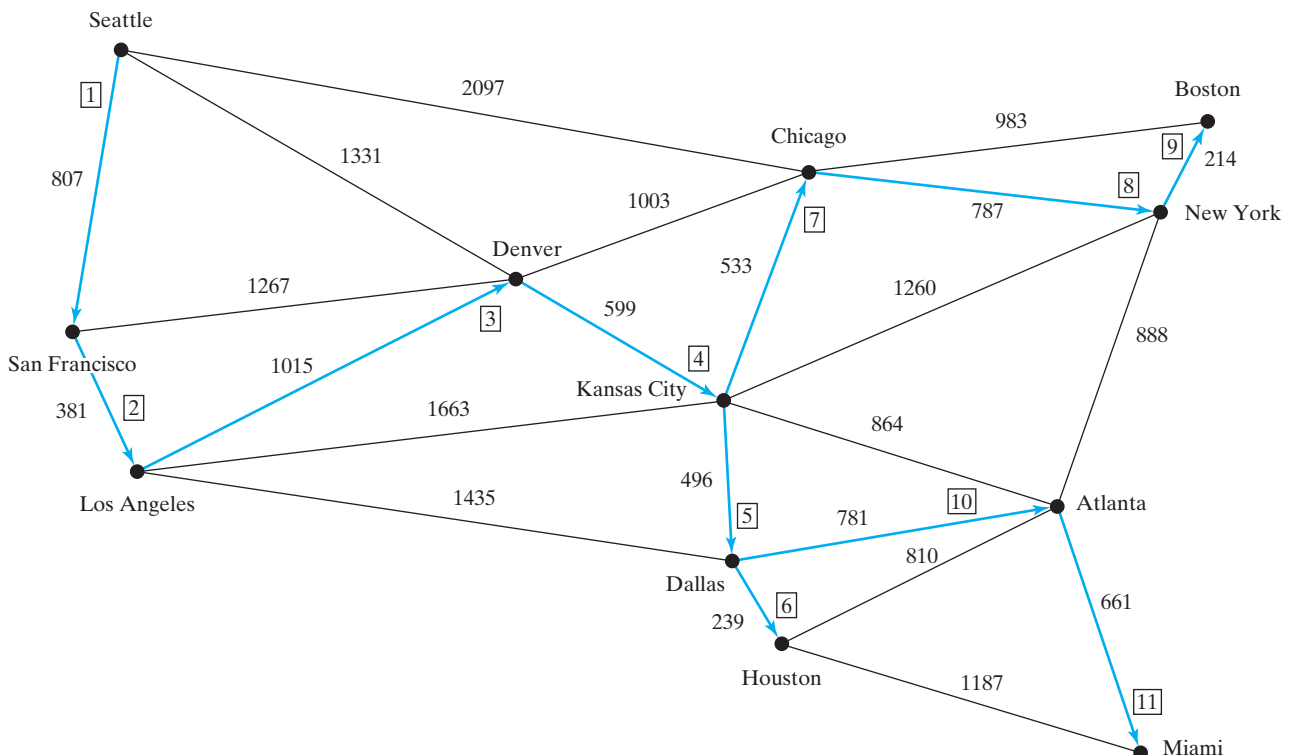 Seattle
1
2097
Boston
983
Chicago
9
214
1331
807
8
1003
7
787
New York
Denver
533
1267
599
1260
3
888
San Francisco
1015
4
Kansas City
381
2
1663
864
496
Los Angeles
1435
10
Atlanta
5
781
810
Dallas
6
661
239
Houston
1187
11
Miami